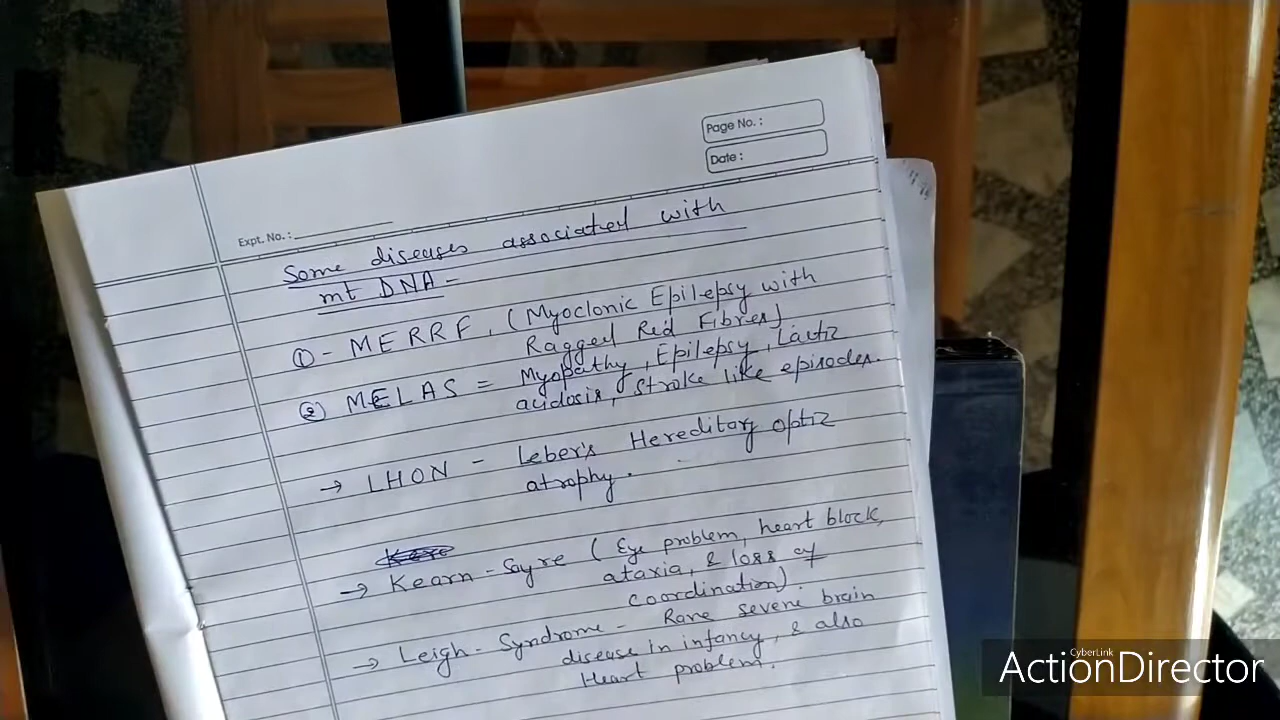 Page No. :
Date :
Expt. No. :
Some diseases associated with
mt DNA -
① - MERRF, (Myoclonic Epilepsy with
Ragged Red Fibres)
② MELAS = Myopathy, Epilepsy, Lactic
acidosis, stroke like episodes.
→ LHON - Leber's Hereditary optic
atrophy.
→ Kearn - Sayre ( Eye problem, heart block,
ataxia, & loss of
coordination).
→ Leigh - Syndrome - Rare severe brain
disease in infancy, & also
Heart problem.
CyberLink
ActionDirector